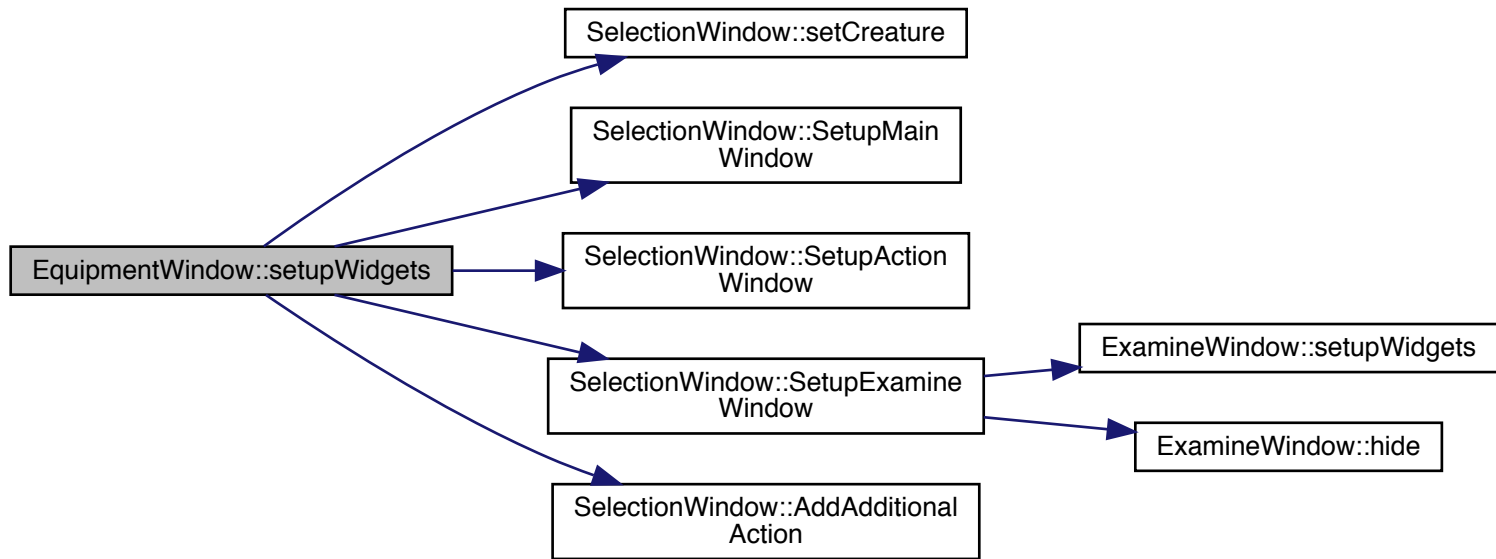 SelectionWindow::setCreature
SelectionWindow::SetupMain
Window
EquipmentWindow::setupWidgets
SelectionWindow::SetupAction
Window
SelectionWindow::SetupExamine
Window
ExamineWindow::setupWidgets
ExamineWindow::hide
SelectionWindow::AddAdditional
Action